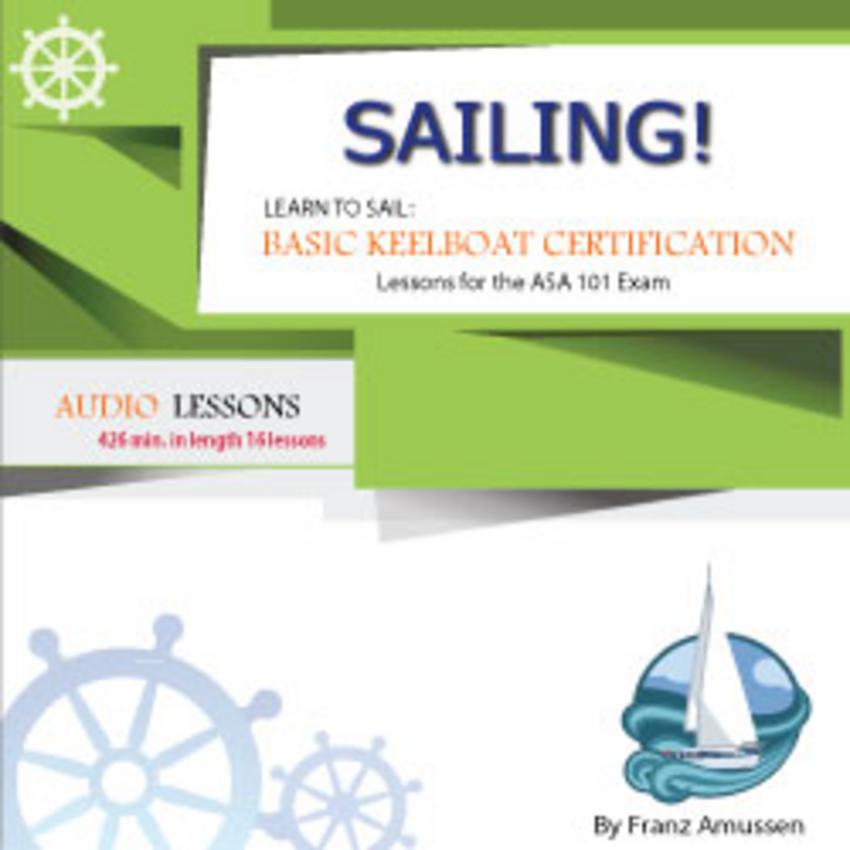 SAILING!
LEARN TO SAIL:
BASIC KEELBOAT CERTIFICATION
Lessons for the ASA 101 Exam
AUDIO LESSONS
426 min. in length 16 lessons
By Franz Amussen